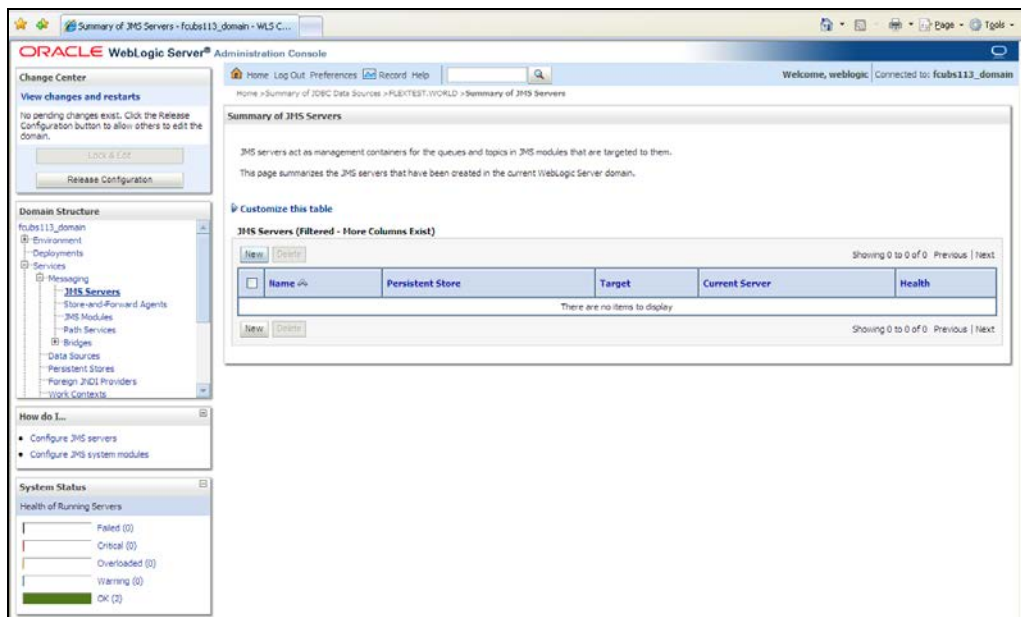 Summary of JMS Servers - fcubs113_domain - WLS C...
Page
Tools
ORACLE WebLogic Server® Administration Console
Change Center
View changes and restarts
No pending changes exist. Click the Release
Configuration button to allow others to edit the
domain.
Lock & Edit
Release Configuration
Domain Structure
fcubs113_domain
Environment
Deployments
Services
Messaging
JMS Servers
Store-and-Forward Agents
JMS Modules
Path Services
Bridges
Data Sources
Persistent Stores
Foreign JNDI Providers
Work Contexts
How do I...
Configure JMS servers
Configure JMS system modules
System Status
Health of Running Servers
Failed (0)
Critical (0)
Overloaded (0)
Warning (0)
OK (2)
Home Log Out Preferences Record Help
Welcome, weblogic Connected to: fcubs113_domain
Home >Summary of JDBC Data Sources >FLEXTEST.WORLD >Summary of JMS Servers
Summary of JMS Servers
JMS servers act as management containers for the queues and topics in JMS modules that are targeted to them.
This page summarizes the JMS servers that have been created in the current WebLogic Server domain.
Customize this table
JMS Servers (Filtered - More Columns Exist)
New Delete Showing 0 to 0 of 0 Previous | Next
Name Persistent Store Target Current Server Health
There are no items to display
New Delete Showing 0 to 0 of 0 Previous | Next